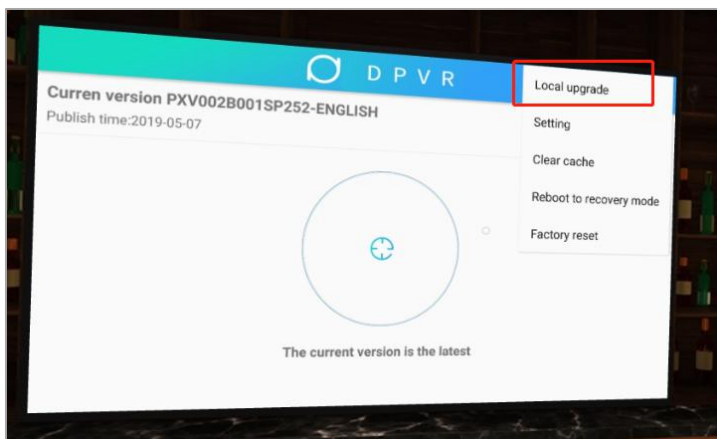 DPVR
Curren version PXV002B001SP252-ENGLISH
Publish time:2019-05-07
The current version is the latest
Local upgrade
Setting
Clear cache
Reboot to recovery mode
Factory reset